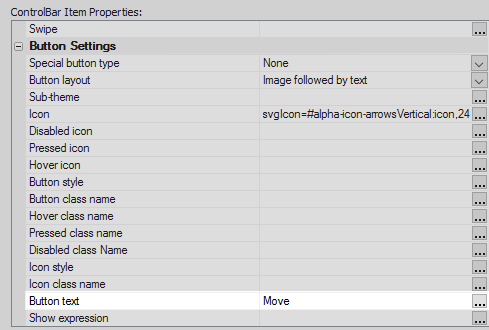 ControlBar Item Properties:
Swipe ...
Button Settings
Special button type None
Button layout Image followed by text
Sub-theme ...
Icon svgIcon=#alpha-icon-arrowsVertical:icon,24 ...
Disabled icon ...
Pressed icon ...
Hover icon ...
Button style ...
Button class name ...
Hover class name ...
Pressed class name ...
Disabled class Name ...
Icon style ...
Icon class name ...
Button text Move ...
Show expression ...